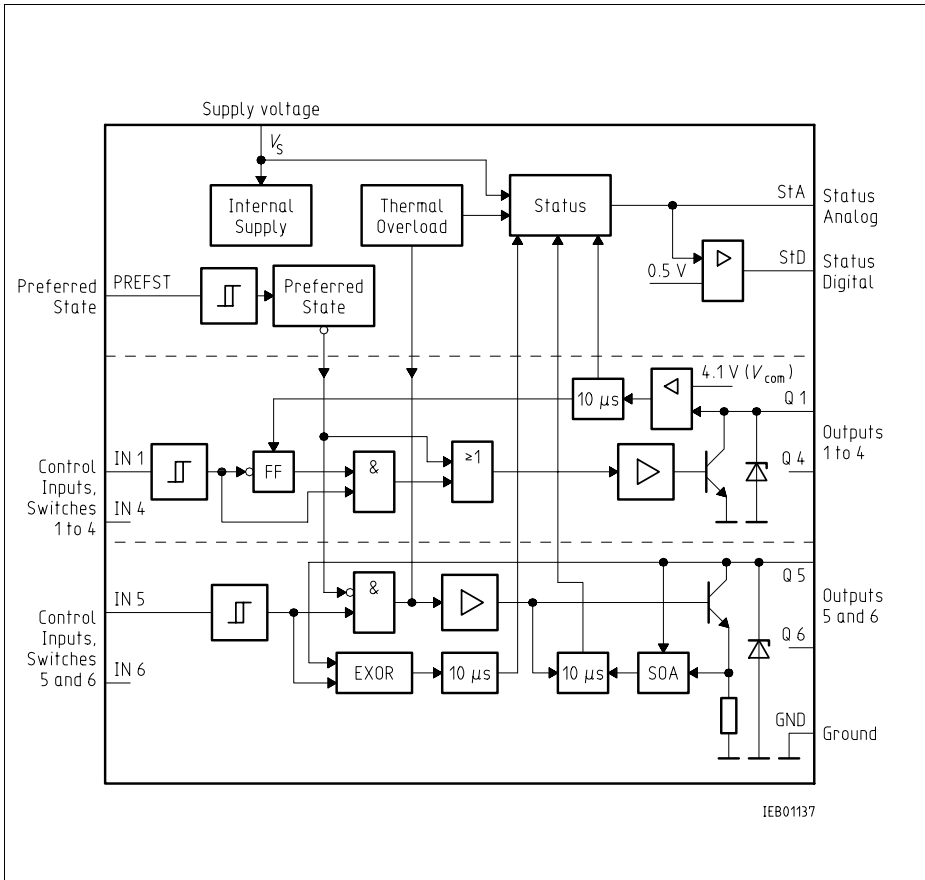 Supply voltage
VS
Internal
Supply
Thermal
Overload
Status
StA
Status
Analog
0.5 V
StD
Status
Digital
Preferred
State
PREFST
Preferred
State
4.1 V (Vcom)
10 µs
Q 1
Control
Inputs,
Switches
1 to 4
IN 1
IN 4
FF
&
≥1
Q 4
Outputs
1 to 4
Q 5
Control
Inputs,
Switches
5 and 6
IN 5
IN 6
&
EXOR
10 µs
10 µs
SOA
Outputs
5 and 6
Q 6
GND
Ground
IEB01137